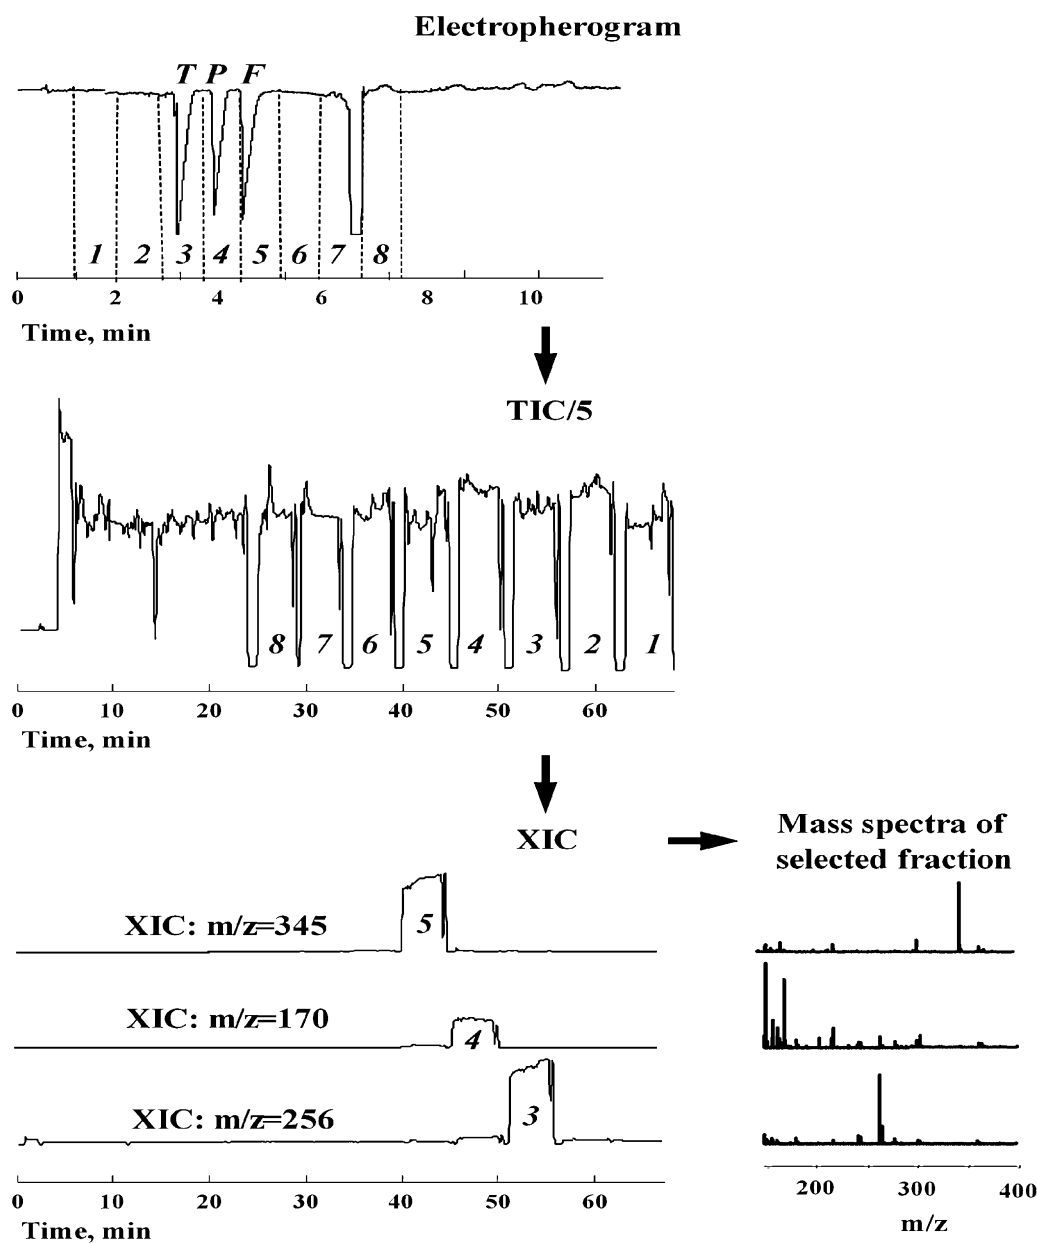 Electropherogram
T P F
1 2 3 4 5 6 7 8
0 2 4 6 8 10
Time, min
TIC/5
8 7 6 5 4 3 2 1
0 10 20 30 40 50 60
Time, min
XIC
Mass spectra of
selected fraction
XIC: m/z=345
5
XIC: m/z=170
4
XIC: m/z=256
3
0 10 20 30 40 50 60
Time, min
200 300 400
m/z